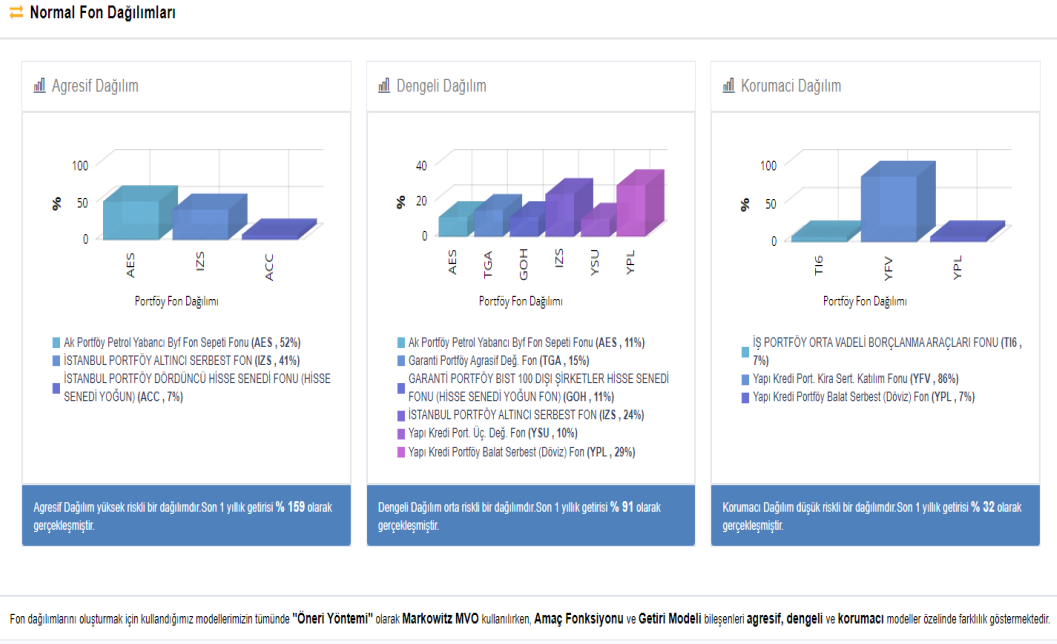 Normal Fon Dağılımları
Agresif Dağılım
%
100
50
0
AES
IZS
ACC
Portföy Fon Dağılımı
Ak Portföy Petrol Yabancı Byf Fon Sepeti Fonu (AES , 52%)
İSTANBUL PORTFÖY ALTINCI SERBEST FON (IZS , 41%)
İSTANBUL PORTFÖY DÖRDÜNCÜ HİSSE SENEDİ FONU (HİSSE
SENEDİ YOĞUN) (ACC , 7%)
Agresif Dağılım yüksek riskli bir dağılımdır.Son 1 yıllık getirisi % 159 olarak
gerçekleşmiştir.
Dengeli Dağılım
%
40
20
0
AES
TGA
GOH
IZS
YSU
YPL
Portföy Fon Dağılımı
Ak Portföy Petrol Yabancı Byf Fon Sepeti Fonu (AES , 11%)
Garanti Portföy Agrasif Değ. Fon (TGA , 15%)
GARANTİ PORTFÖY BIST 100 DIŞI ŞİRKETLER HİSSE SENEDİ
FONU (HİSSE SENEDİ YOĞUN FON) (GOH , 11%)
İSTANBUL PORTFÖY ALTINCI SERBEST FON (IZS , 24%)
Yapı Kredi Port. Üç. Değ. Fon (YSU , 10%)
Yapı Kredi Portföy Balat Serbest (Döviz) Fon (YPL , 29%)
Dengeli Dağılım orta riskli bir dağılımdır.Son 1 yıllık getirisi % 91 olarak
gerçekleşmiştir.
Korumaci Dağılım
%
100
50
0
TI6
YFV
YPL
Portföy Fon Dağılımı
İŞ PORTFÖY ORTA VADELİ BORÇLANMA ARAÇLARI FONU (TI6 ,
7%)
Yapı Kredi Port. Kira Sert. Katılım Fonu (YFV , 86%)
Yapı Kredi Portföy Balat Serbest (Döviz) Fon (YPL , 7%)
Korumacı Dağılım düşük riskli bir dağılımdır.Son 1 yıllık getirisi % 32 olarak
gerçekleşmiştir.
Fon dağılımlarını oluşturmak için kullandığımız modellerimizin tümünde "Öneri Yöntemi" olarak Markowitz MVO kullanılırken, Amaç Fonksiyonu ve Getiri Modeli bileşenleri agresif, dengeli ve korumacı modeller özelinde farklılık göstermektedir.